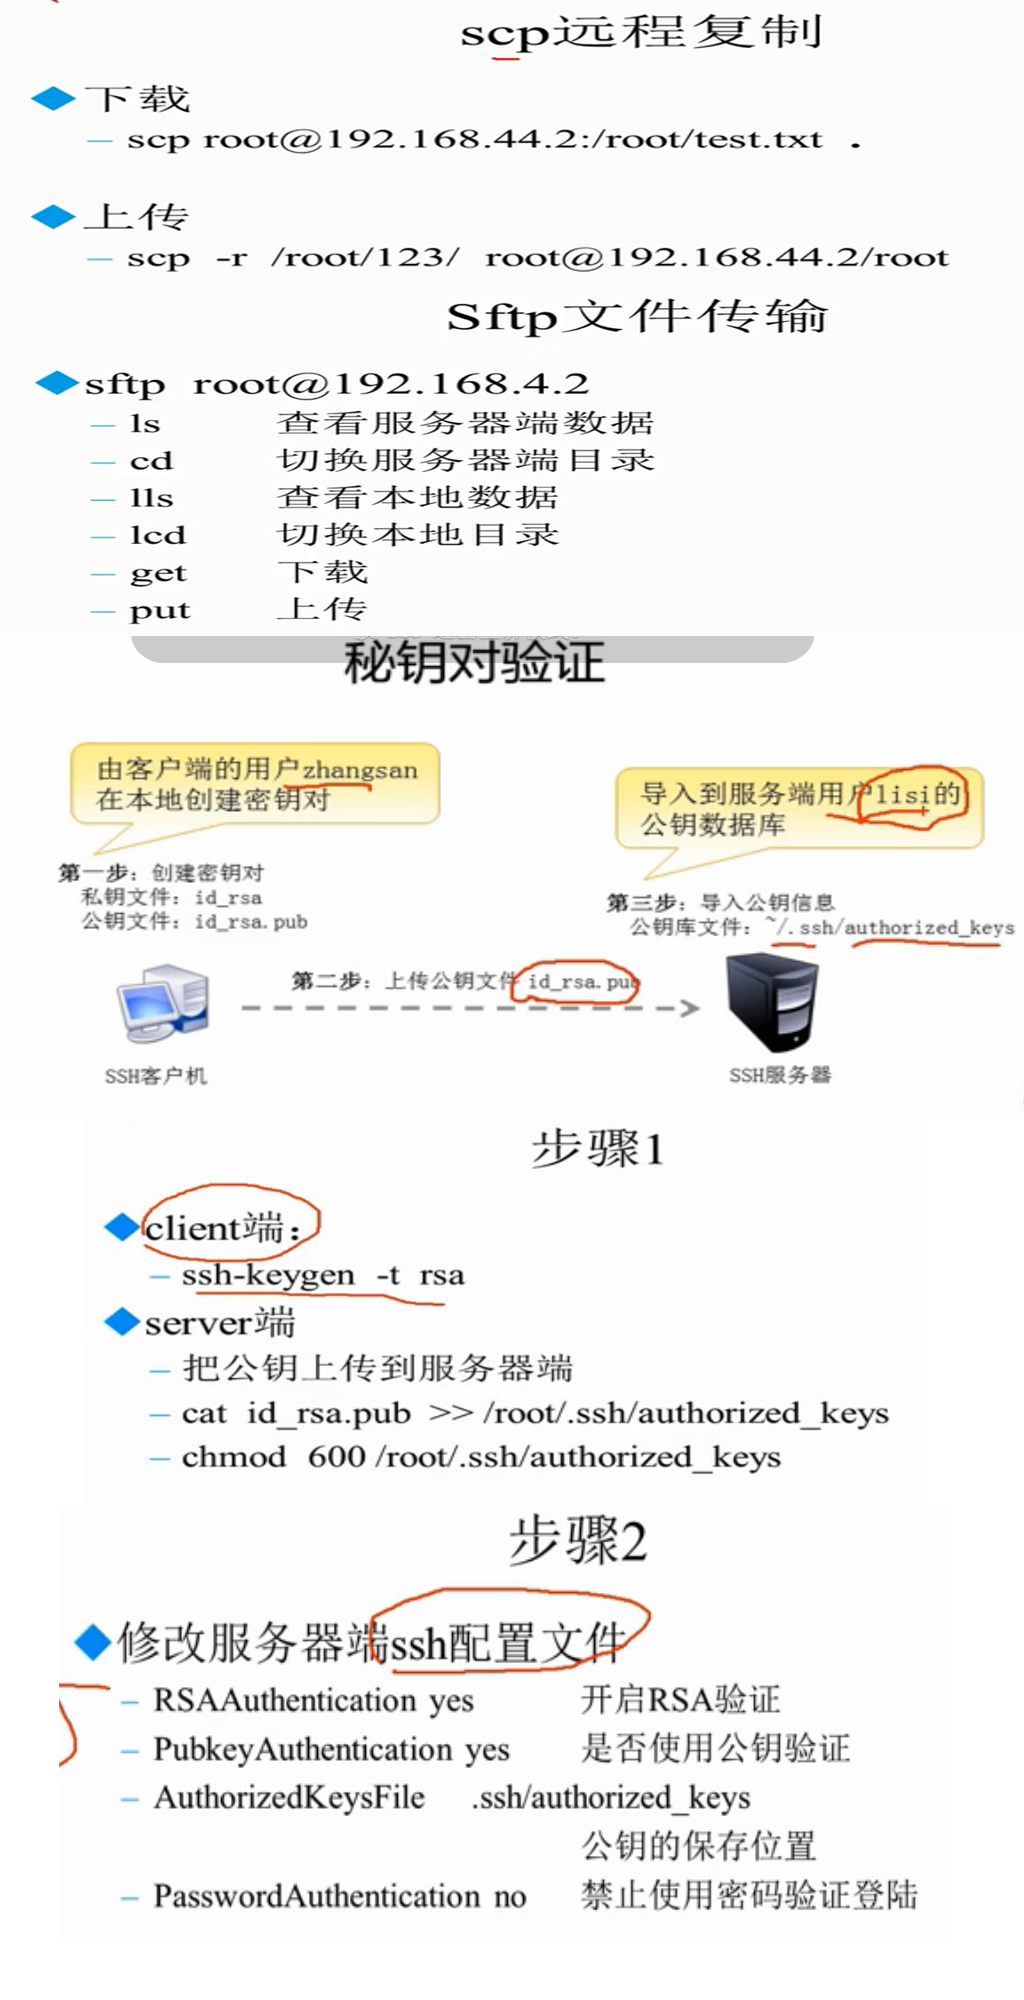 scp远程复制
下载
– scp root@192.168.44.2:/root/test.txt .
上传
– scp -r /root/123/ root@192.168.44.2/root
Sftp文件传输
sftp root@192.168.4.2
– ls 查看服务器端数据
– cd 切换服务器端目录
– lls 查看本地数据
– lcd 切换本地目录
– get 下载
– put 上传
秘钥对验证
由客户端的用户zhangsan
在本地创建密钥对
导入到服务端用户lisi的
公钥数据库
第一步：创建密钥对
私钥文件：id_rsa
公钥文件：id_rsa.pub
第三步：导入公钥信息
公钥库文件：~/.ssh/authorized_keys
第二步：上传公钥文件 id_rsa.pub
SSH客户机
SSH服务器
步骤1
client端：
– ssh-keygen -t rsa
server端
– 把公钥上传到服务器端
– cat id_rsa.pub >> /root/.ssh/authorized_keys
– chmod 600 /root/.ssh/authorized_keys
步骤2
修改服务器端ssh配置文件
– RSAAuthentication yes 开启RSA验证
– PubkeyAuthentication yes 是否使用公钥验证
– AuthorizedKeysFile .ssh/authorized_keys
公钥的保存位置
– PasswordAuthentication no 禁止使用密码验证登陆